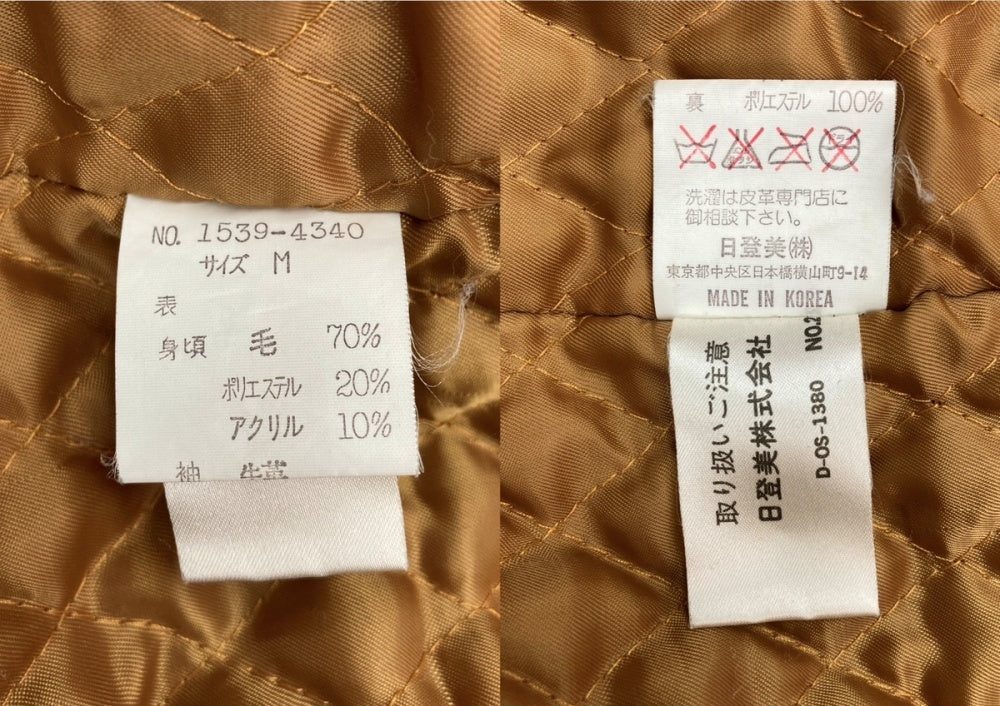 NO. 1539-4340
サイズ M
表
身頃 毛 70%
ポリエステル 20%
アクリル 10%
袖 牛革
裏 ポリエステル 100%
洗濯は皮革専門店に
御相談下さい。
日登美(株)
東京都中央区日本橋横山町9-14
MADE IN KOREA
取り扱いご注意
日登美株式会社
D-OS-1380 NO.2